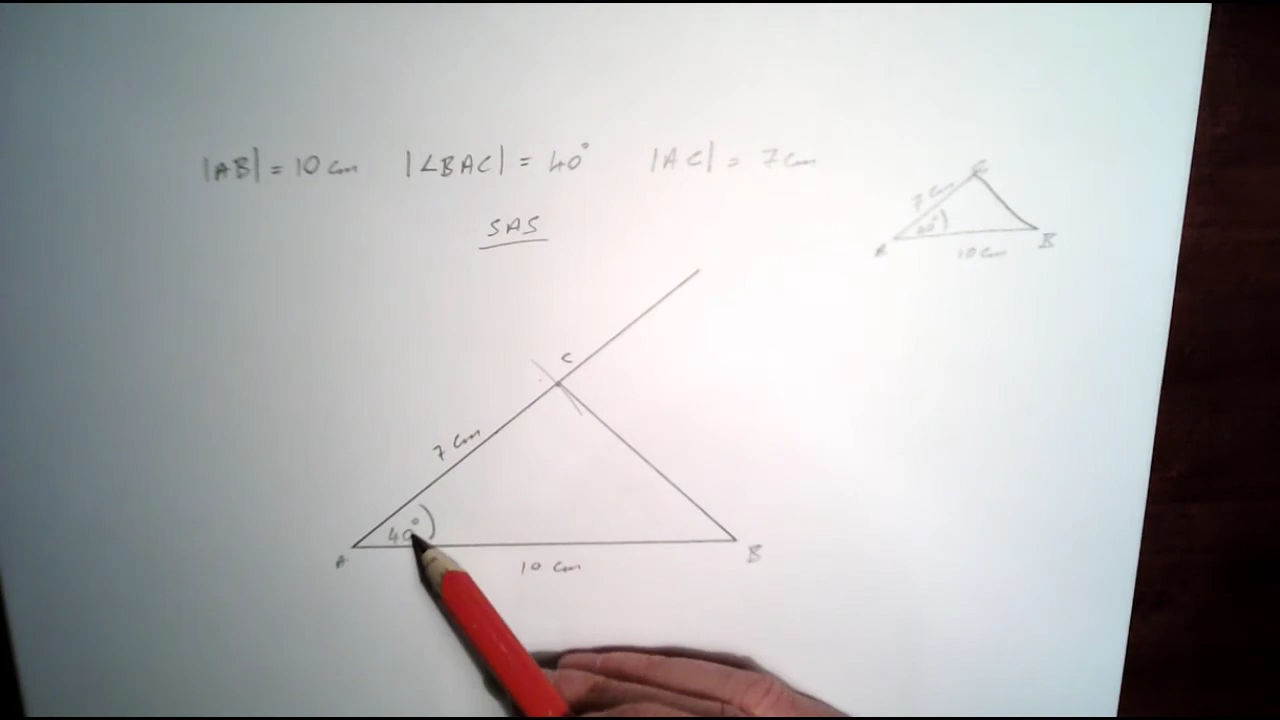 |AB| = 10 cm |∠BAC| = 40° |AC| = 7 cm
SAS
C
7 cm
40°
A
B
10 cm
C
7 cm
40°
A
B
10 cm